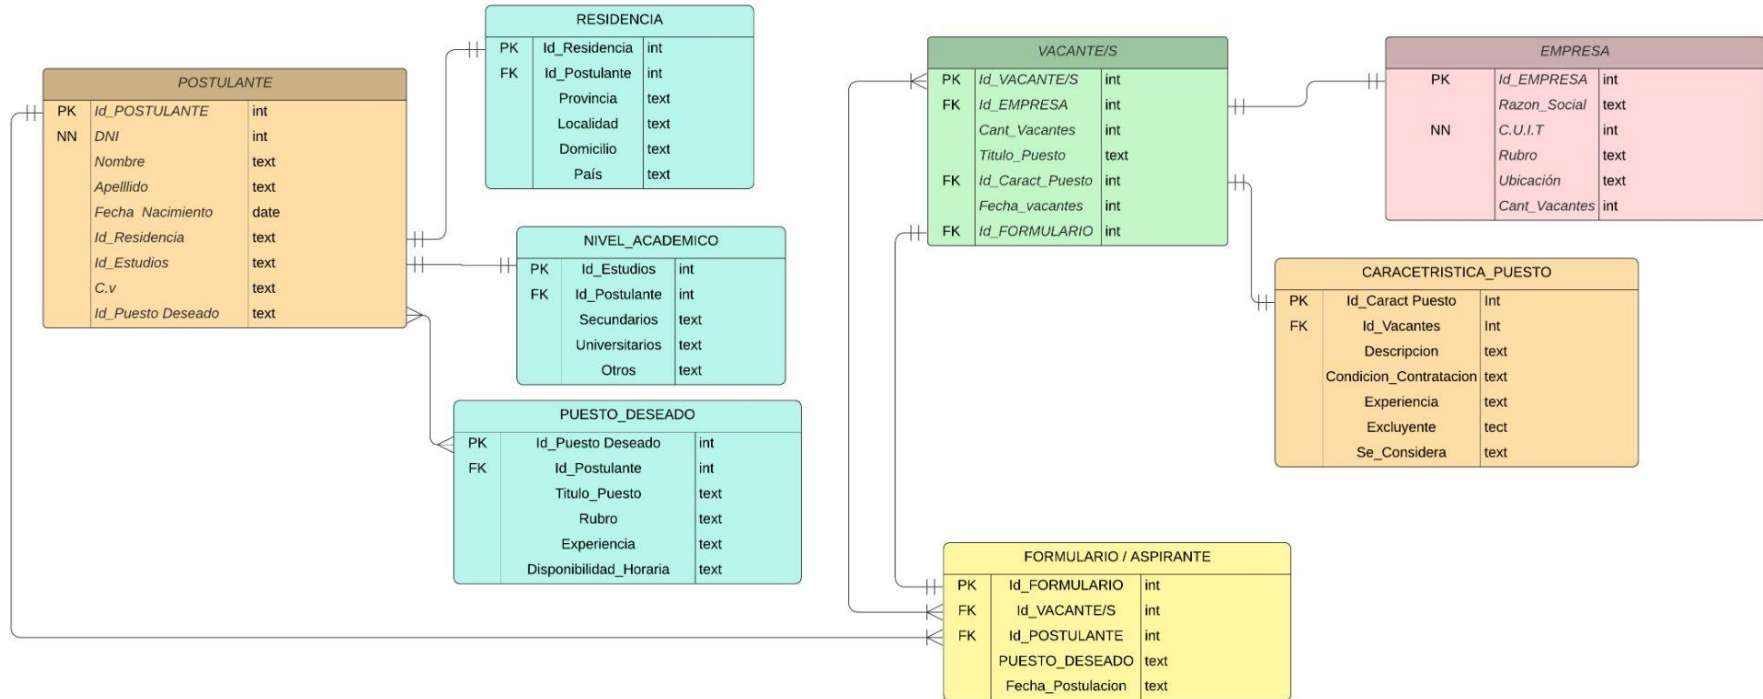 RESIDENCIA
PK Id_Residencia int
FK Id_Postulante int
Provincia text
Localidad text
Domicilio text
País text
POSTULANTE
PK Id_POSTULANTE int
NN DNI int
Nombre text
Apelllido text
Fecha Nacimiento date
Id_Residencia text
Id_Estudios text
C.v text
Id_Puesto Deseado text
NIVEL_ACADEMICO
PK Id_Estudios int
FK Id_Postulante int
Secundarios text
Universitarios text
Otros text
PUESTO_DESEADO
PK Id_Puesto Deseado int
FK Id_Postulante int
Titulo_Puesto text
Rubro text
Experiencia text
Disponibilidad_Horaria text
VACANTE/S
PK Id_VACANTE/S int
FK Id_EMPRESA int
Cant_Vacantes int
Titulo_Puesto text
FK Id_Caract_Puesto int
Fecha_vacantes int
FK Id_FORMULARIO int
EMPRESA
PK Id_EMPRESA int
Razon_Social text
NN C.U.I.T int
Rubro text
Ubicación text
Cant_Vacantes int
CARACETRISTICA_PUESTO
PK Id_Caract Puesto Int
FK Id_Vacantes Int
Descripcion text
Condicion_Contratacion text
Experiencia text
Excluyente tect
Se_Considera text
FORMULARIO / ASPIRANTE
PK Id_FORMULARIO int
FK Id_VACANTE/S int
FK Id_POSTULANTE int
PUESTO_DESEADO text
Fecha_Postulacion text